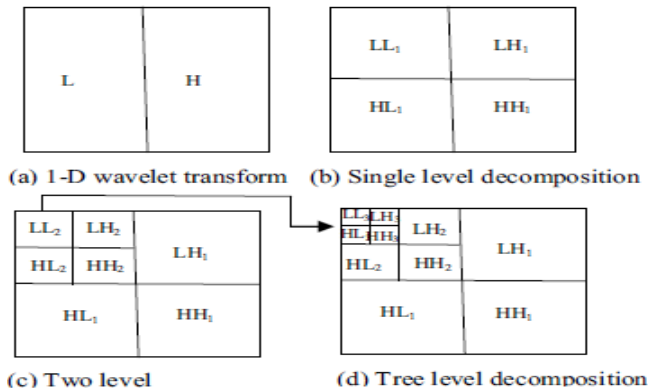 L H
LL₁ LH₁
HL₁ HH₁
(a) 1-D wavelet transform (b) Single level decomposition
LL₂ LH₂
LH₁
HL₂ HH₂
HL₁ HH₁
(c) Two level
LL₃ LH₃
LH₂
HH₃
LH₁
HL₂ HH₂
HL₁ HH₁
(d) Tree level decomposition